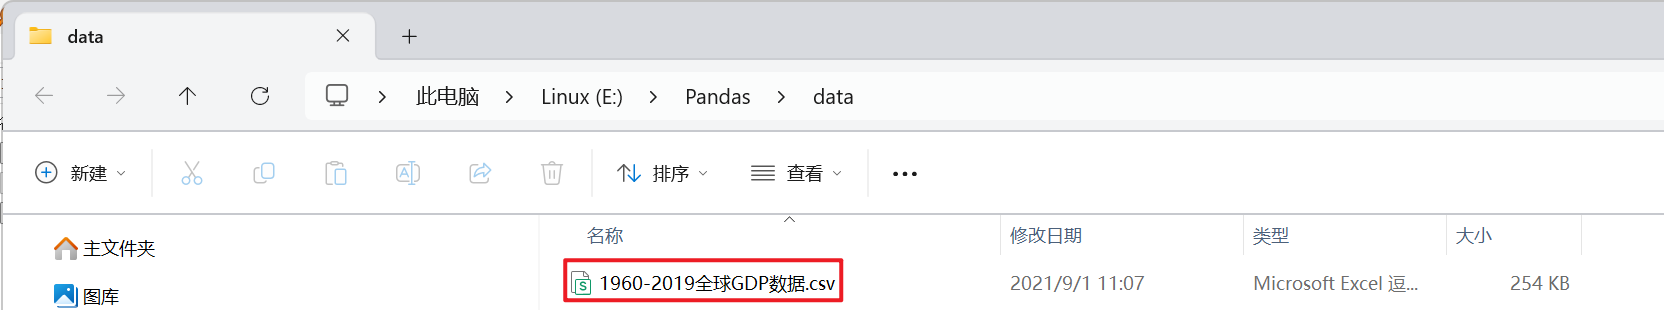 data
此电脑 > Linux (E:) > Pandas > data
新建 排序 查看
名称 修改日期 类型 大小
主文件夹
1960-2019全球GDP数据.csv 2021/9/1 11:07 Microsoft Excel 逗... 254 KB
图库